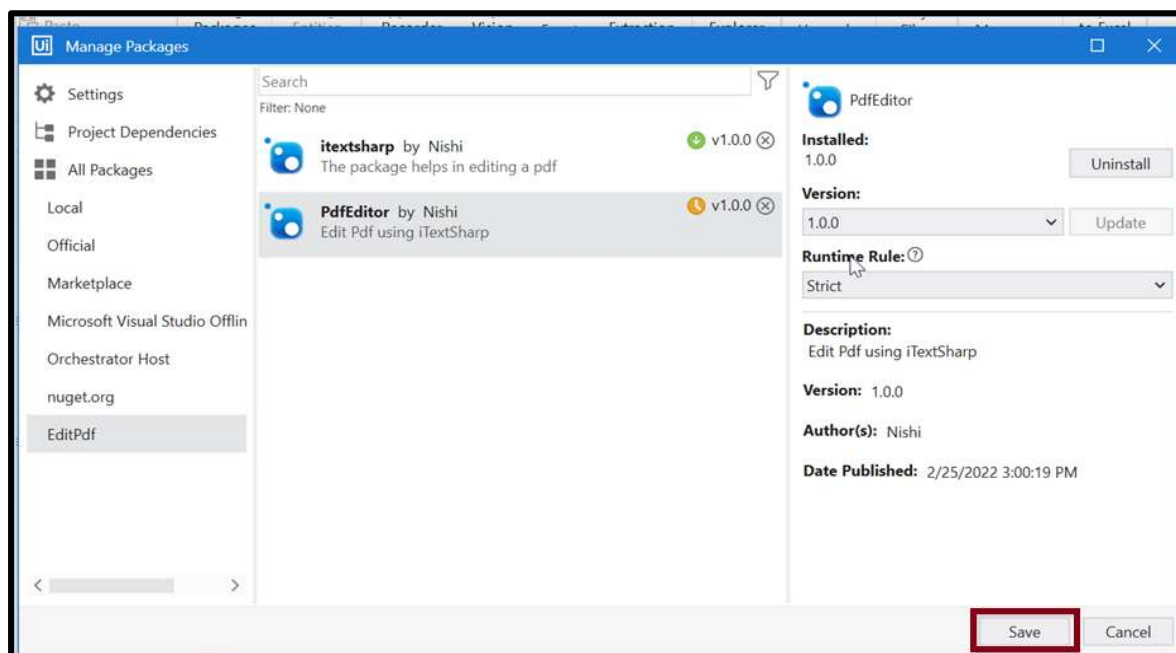 Ui Manage Packages
Settings
Project Dependencies
All Packages
Local
Official
Marketplace
Microsoft Visual Studio Offlin
Orchestrator Host
nuget.org
EditPdf
Search
Filter: None
itextsharp by Nishi v1.0.0
The package helps in editing a pdf
PdfEditor by Nishi v1.0.0
Edit Pdf using iTextSharp
PdfEditor
Installed:
1.0.0 Uninstall
Version:
1.0.0 Update
Runtime Rule:
Strict
Description:
Edit Pdf using iTextSharp
Version: 1.0.0
Author(s): Nishi
Date Published: 2/25/2022 3:00:19 PM
Save Cancel